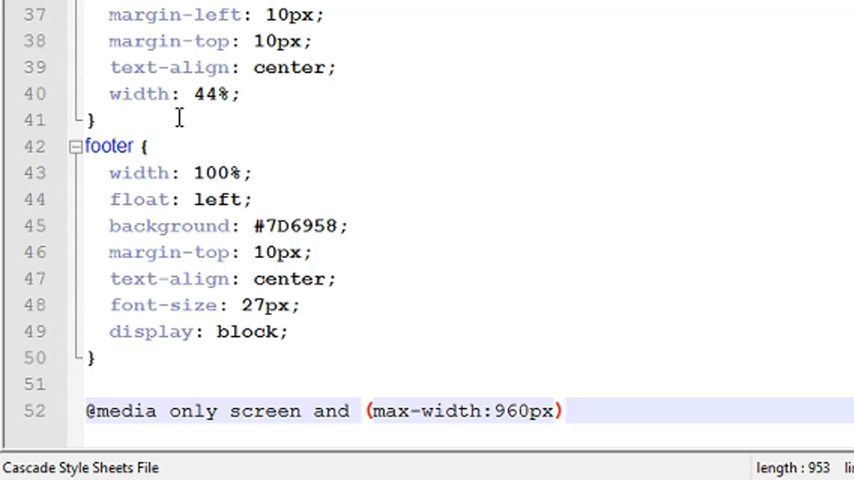 37 margin-left: 10px;
38 margin-top: 10px;
39 text-align: center;
40 width: 44%;
41 }
42 footer {
43 width: 100%;
44 float: left;
45 background: #7D6958;
46 margin-top: 10px;
47 text-align: center;
48 font-size: 27px;
49 display: block;
50 }
51
52 @media only screen and (max-width:960px)
Cascade Style Sheets File length : 953